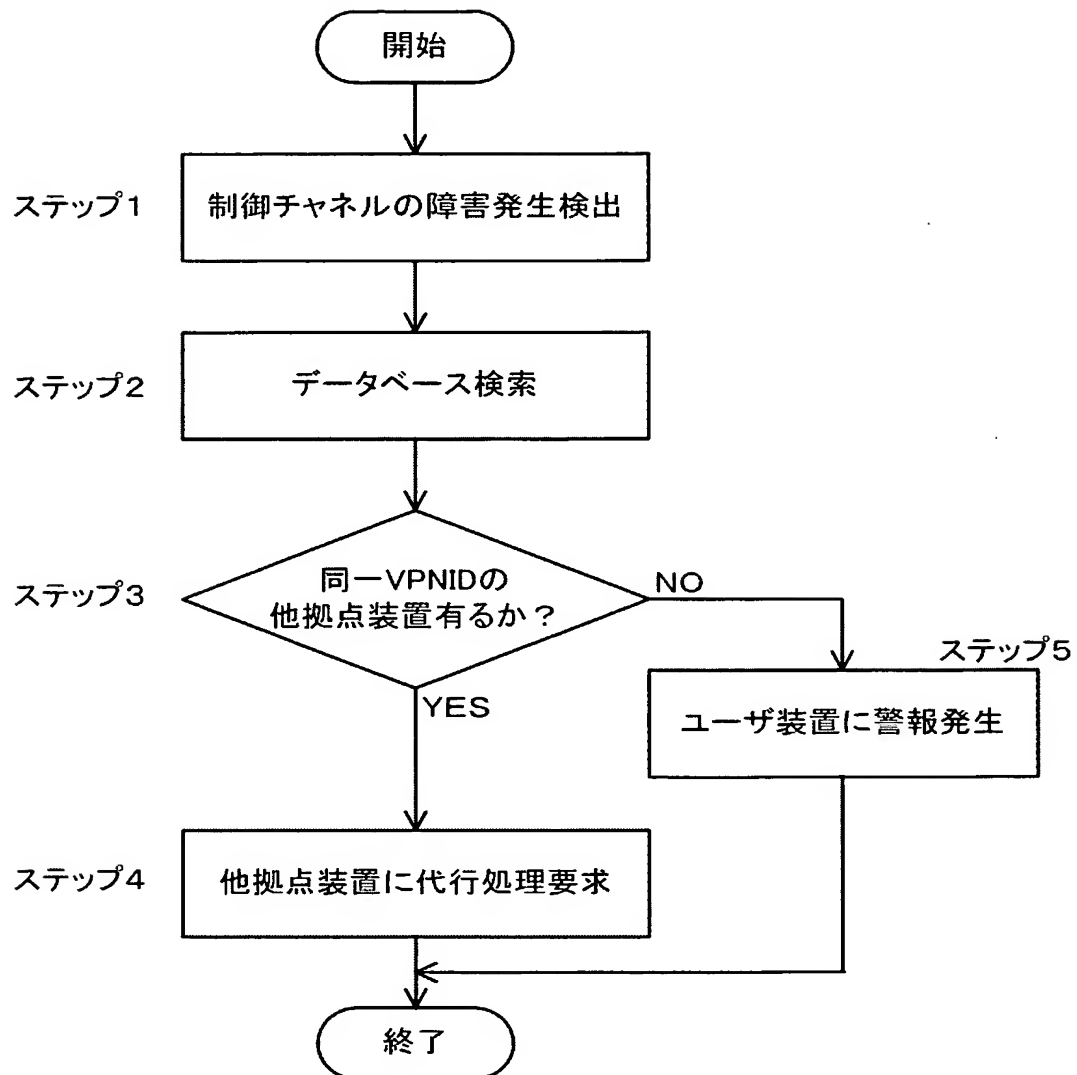 開始
ステップ1
制御チャネルの障害発生検出
ステップ2
データベース検索
ステップ3
同一VPNIDの
他拠点装置有るか？
NO
YES
ステップ5
ユーザ装置に警報発生
ステップ4
他拠点装置に代行処理要求
終了